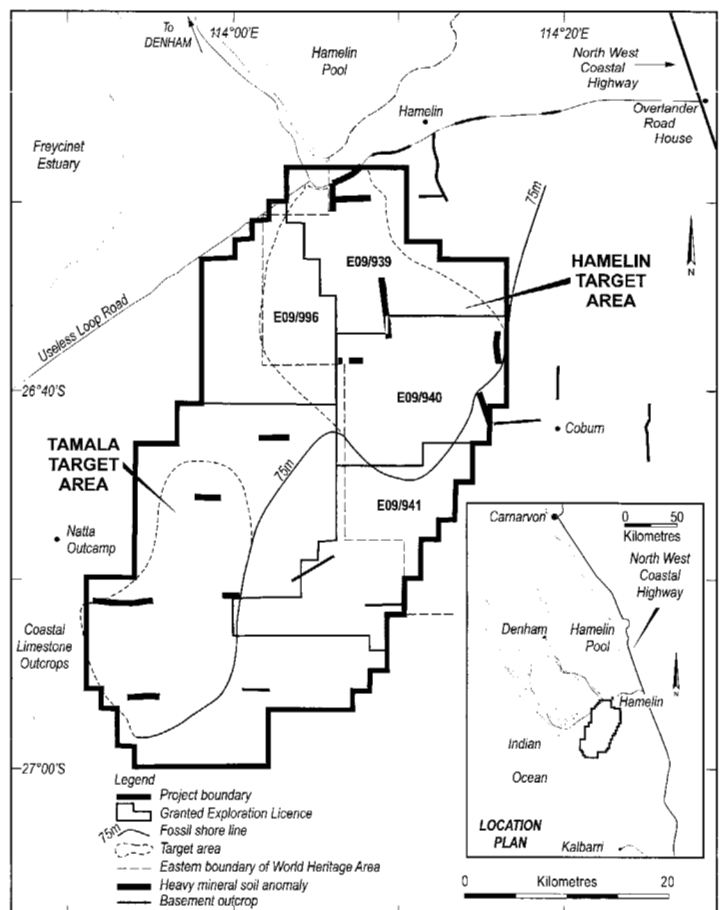 To
DENHAM
114°00'E
114°20'E
Hamelin
Pool
North West
Coastal
Highway
Hamelin
Overlander
Road
House
Freycinet
Estuary
75m
E09/939
HAMELIN
TARGET
AREA
N
E09/996
Useless Loop Road
26°40'S
E09/940
TAMALA
TARGET
AREA
Coburn
75m
E09/941
Natta
Outcamp
Coastal
Limestone
Outcrops
27°00'S
Carnarvon
0 50
Kilometres
North West
Coastal
Highway
Denham
Hamelin
Pool
N
Hamelin
Indian
Ocean
LOCATION
PLAN
Kalbarri
Legend
Project boundary
Granted Exploration Licence
75m
Fossil shore line
Target area
Eastern boundary of World Heritage Area
Heavy mineral soil anomaly
Basement outcrop
Kilometres
0 20